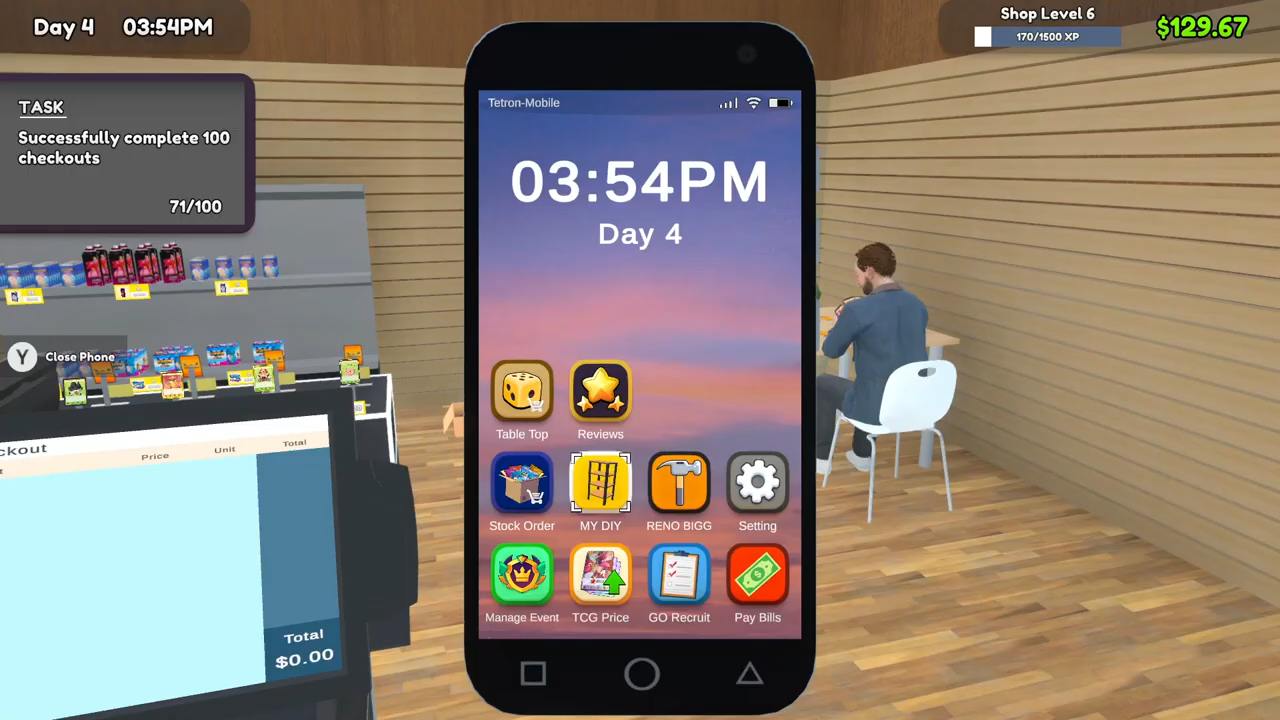 Day 4 03:54PM
Shop Level 6
170/1500 XP
$129.67
TASK
Successfully complete 100
checkouts
71/100
Y Close Phone
Tetron-Mobile
03:54PM
Day 4
Table Top
Reviews
Stock Order
MY DIY
RENO BIGG
Setting
Manage Event
TCG Price
GO Recruit
Pay Bills
ckout
Price Unit Total
Total
$0.00